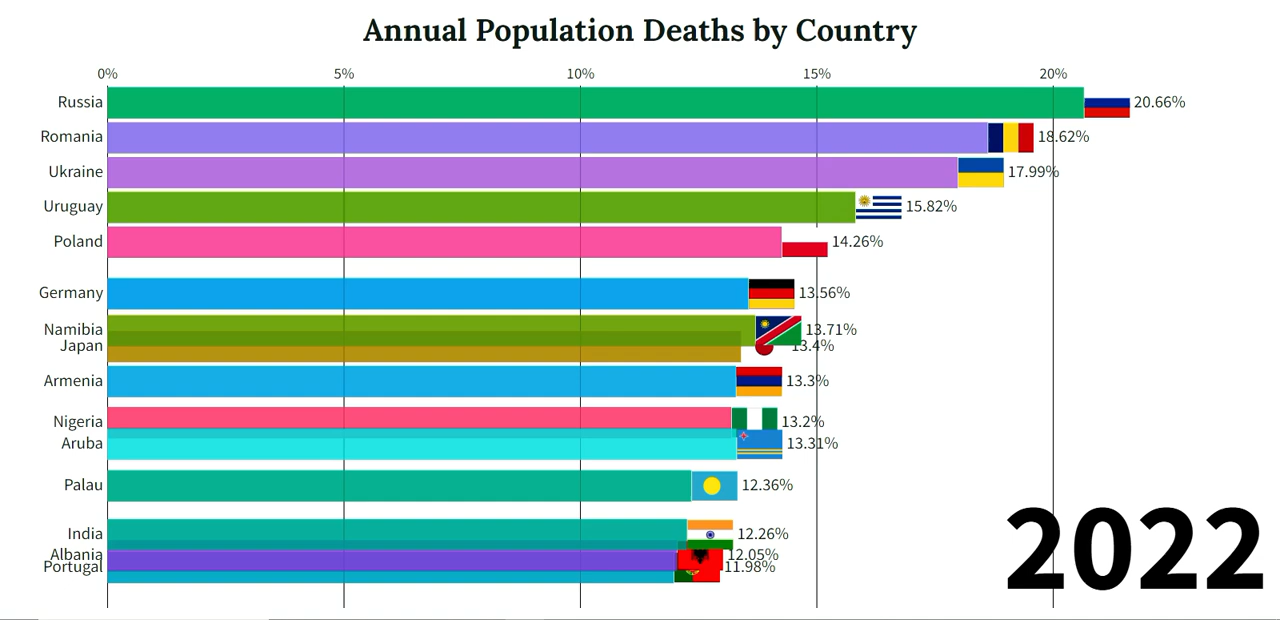 Annual Population Deaths by Country
0% 5% 10% 15% 20%
Russia 20.66%
Romania 18.62%
Ukraine 17.99%
Uruguay 15.82%
Poland 14.26%
Germany 13.56%
Namibia 13.71%
Japan 13.4%
Armenia 13.3%
Nigeria 13.2%
Aruba 13.31%
Palau 12.36%
India 12.26%
Albania 12.05%
Portugal 11.98%
2022